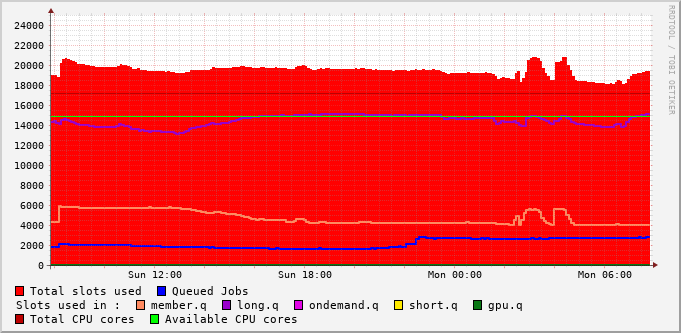 24000
22000
20000
18000
16000
14000
12000
10000
8000
6000
4000
2000
0
Sun 12:00 Sun 18:00 Mon 00:00 Mon 06:00
RRDTOOL / TOBI OETIKER
Total slots used Queued Jobs
Slots used in : member.q long.q ondemand.q short.q gpu.q
Total CPU cores Available CPU cores